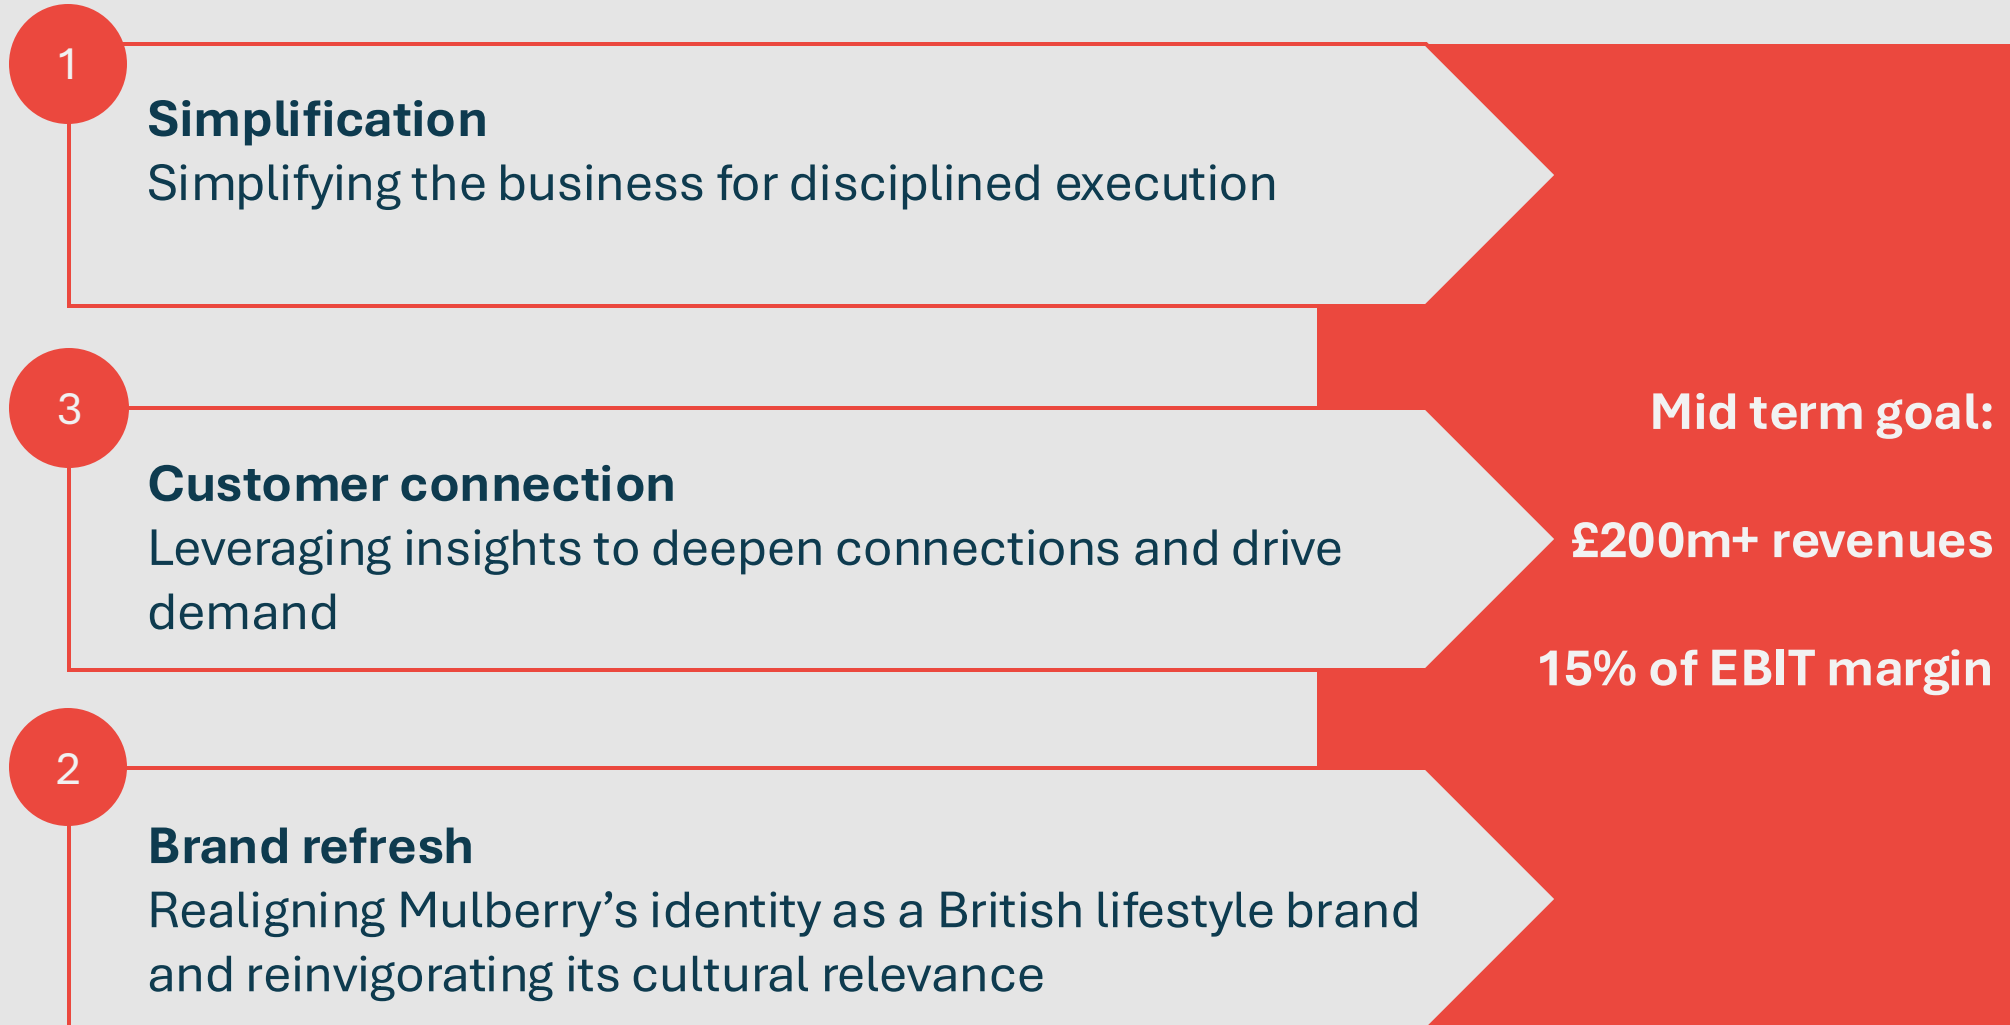 1
Simplification
Simplifying the business for disciplined execution
3
Customer connection
Leveraging insights to deepen connections and drive
demand
2
Brand refresh
Realigning Mulberry’s identity as a British lifestyle brand
and reinvigorating its cultural relevance
Mid term goal:
£200m+ revenues
15% of EBIT margin